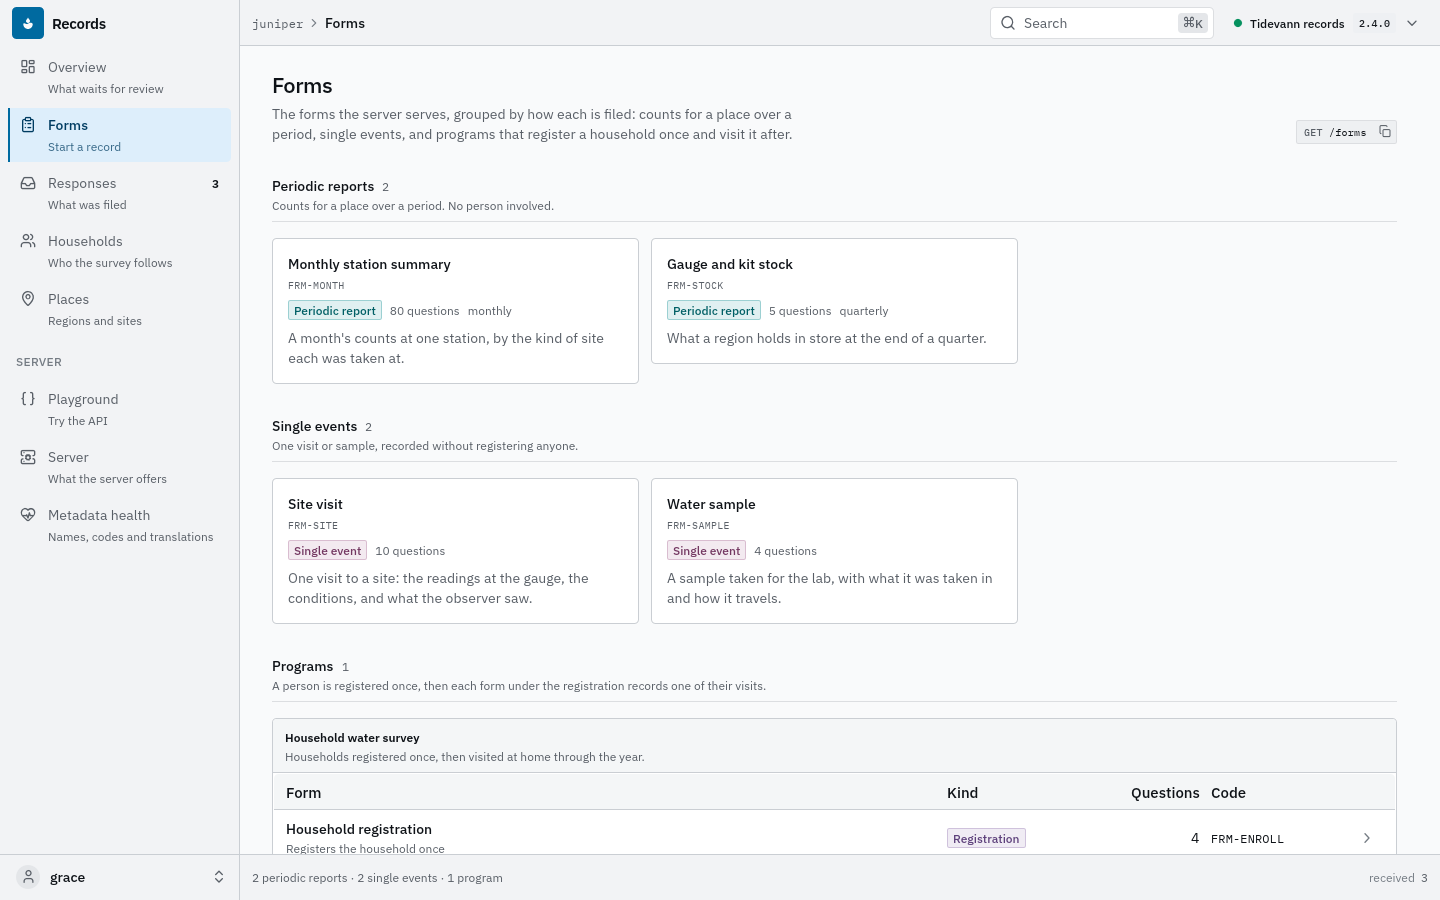 Records
juniper > Forms
Search ⌘K
Tidevann records 2.4.0
Overview
What waits for review
Forms
Start a record
Responses 3
What was filed
Households
Who the survey follows
Places
Regions and sites
SERVER
Playground
Try the API
Server
What the server offers
Metadata health
Names, codes and translations
grace
Forms
The forms the server serves, grouped by how each is filed: counts for a place over a
period, single events, and programs that register a household once and visit it after.
GET /forms
Periodic reports 2
Counts for a place over a period. No person involved.
Monthly station summary
FRM-MONTH
Periodic report 80 questions monthly
A month's counts at one station, by the kind of site
each was taken at.
Gauge and kit stock
FRM-STOCK
Periodic report 5 questions quarterly
What a region holds in store at the end of a quarter.
Single events 2
One visit or sample, recorded without registering anyone.
Site visit
FRM-SITE
Single event 10 questions
One visit to a site: the readings at the gauge, the
conditions, and what the observer saw.
Water sample
FRM-SAMPLE
Single event 4 questions
A sample taken for the lab, with what it was taken in
and how it travels.
Programs 1
A person is registered once, then each form under the registration records one of their visits.
Household water survey
Households registered once, then visited at home through the year.
Form Kind Questions Code
Household registration Registration 4 FRM-ENROLL
Registers the household once
2 periodic reports · 2 single events · 1 program
received 3